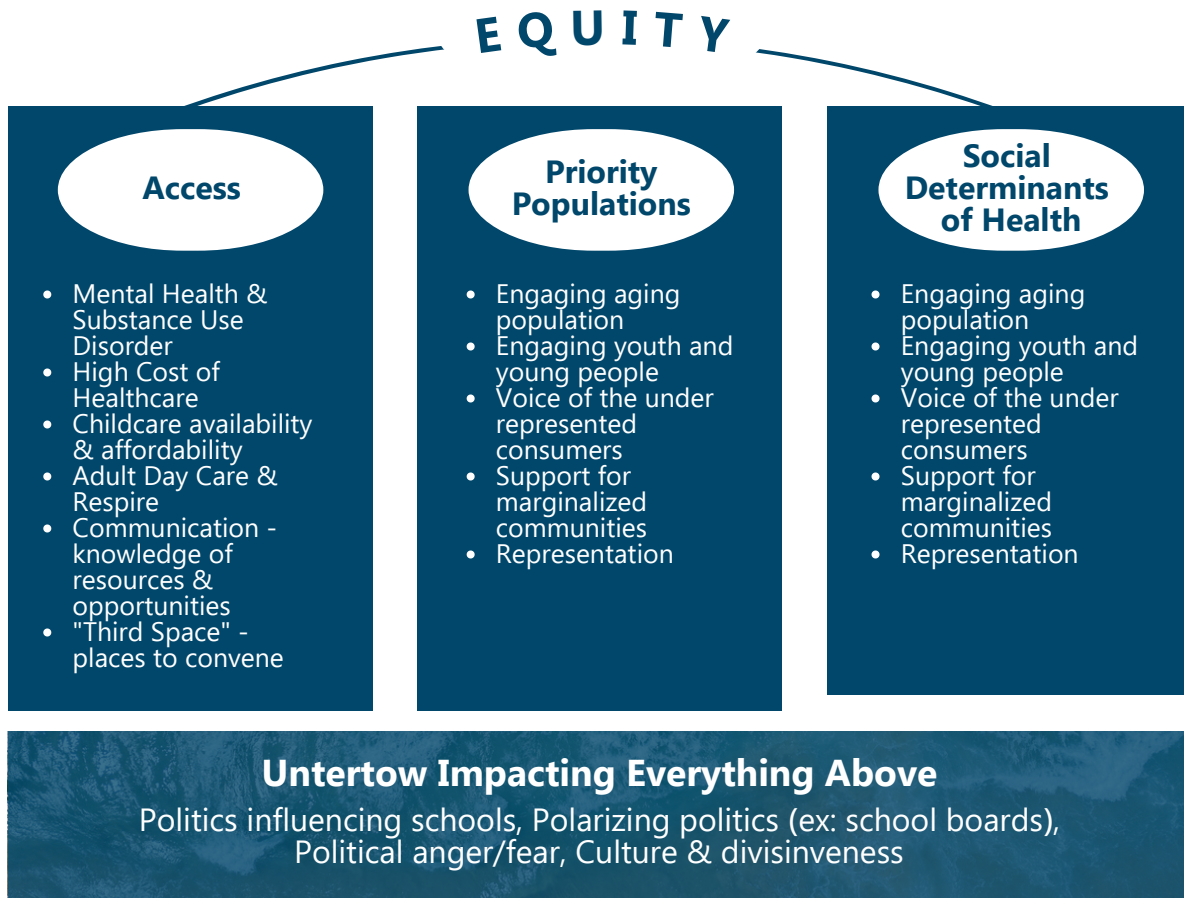 EQUITY
Access
• Mental Health &
Substance Use
Disorder
• High Cost of
Healthcare
• Childcare availability
& affordability
• Adult Day Care &
Respire
• Communication -
knowledge of
resources &
opportunities
• "Third Space" -
places to convene
Priority
Populations
• Engaging aging
population
• Engaging youth and
young people
• Voice of the under
represented
consumers
• Support for
marginalized
communities
• Representation
Social
Determinants
of Health
• Engaging aging
population
• Engaging youth and
young people
• Voice of the under
represented
consumers
• Support for
marginalized
communities
• Representation
Untertow Impacting Everything Above
Politics influencing schools, Polarizing politics (ex: school boards),
Political anger/fear, Culture & divisinveness